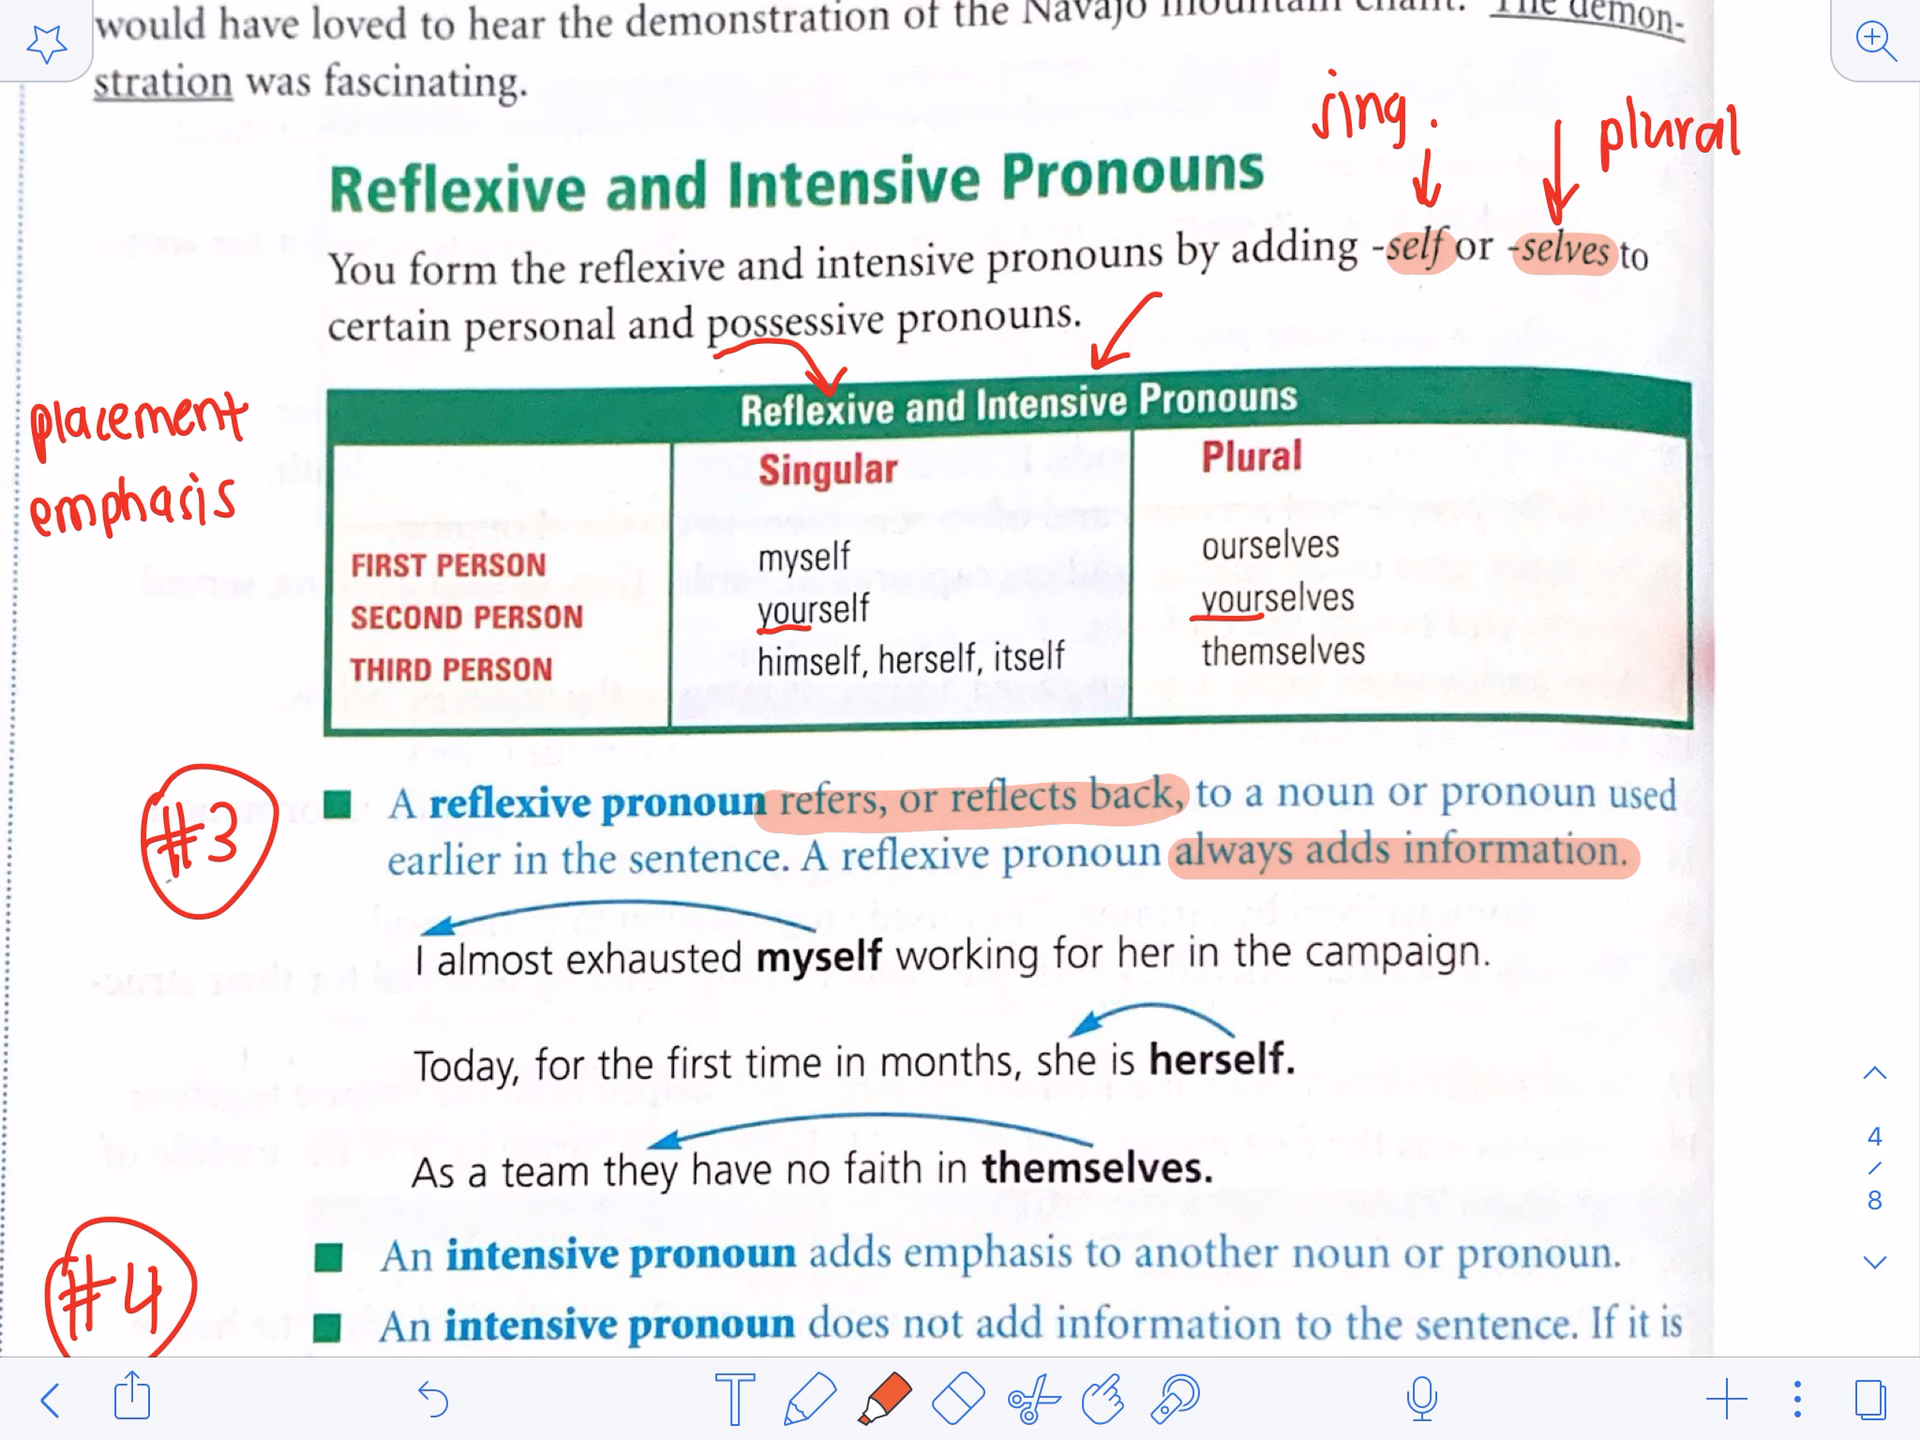 would have loved to hear the demonstration of the Navajo mountain chant. The demon-
stration was fascinating.
sing.
plural
Reflexive and Intensive Pronouns
You form the reflexive and intensive pronouns by adding -self or -selves to
certain personal and possessive pronouns.
placement
emphasis
Reflexive and Intensive Pronouns
Singular Plural
FIRST PERSON myself ourselves
SECOND PERSON yourself yourselves
THIRD PERSON himself, herself, itself themselves
#3
■ A reflexive pronoun refers, or reflects back, to a noun or pronoun used
earlier in the sentence. A reflexive pronoun always adds information.
I almost exhausted myself working for her in the campaign.
Today, for the first time in months, she is herself.
As a team they have no faith in themselves.
#4
■ An intensive pronoun adds emphasis to another noun or pronoun.
■ An intensive pronoun does not add information to the sentence. If it is
4
/
8
T